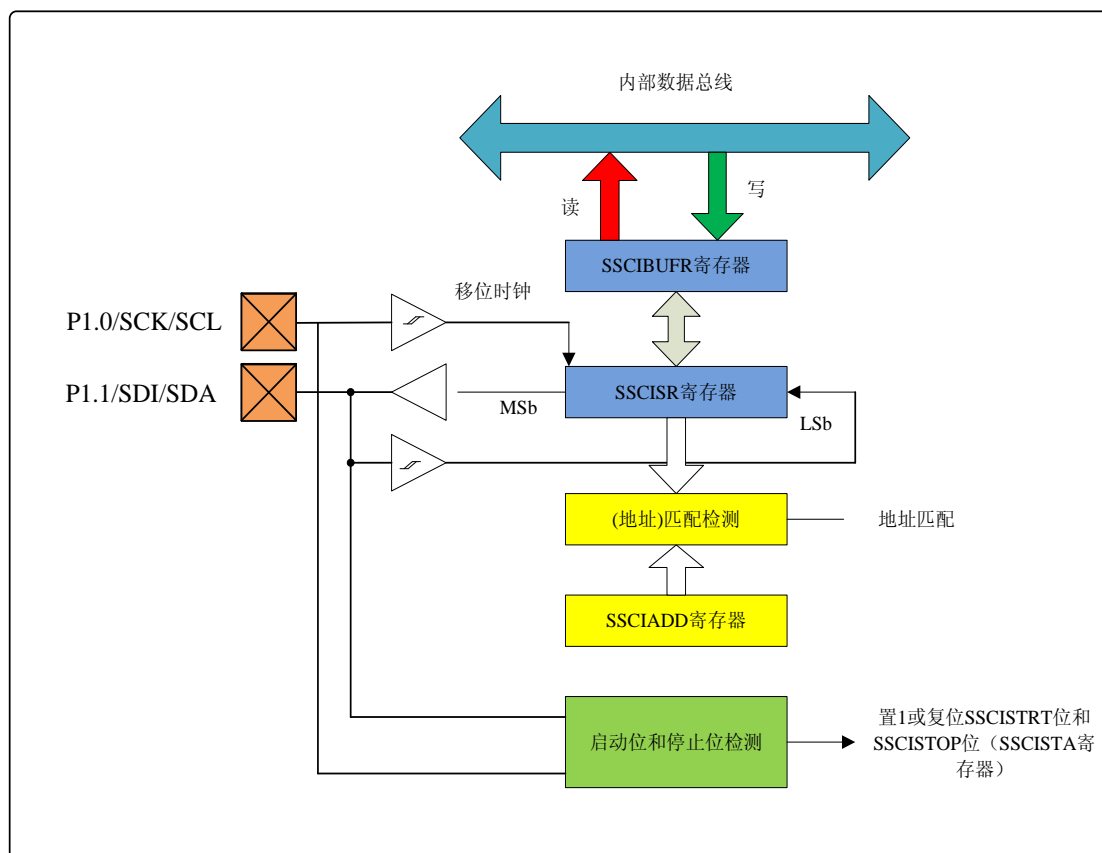 内部数据总线
读
写
SSCIBUFR寄存器
移位时钟
P1.0/SCK/SCL
P1.1/SDI/SDA
SSCISR寄存器
MSb
LSb
(地址)匹配检测
地址匹配
SSCIADD寄存器
启动位和停止位检测
置1或复位SSCISTRT位和
SSCISTOP位（SSCISTA寄
存器）